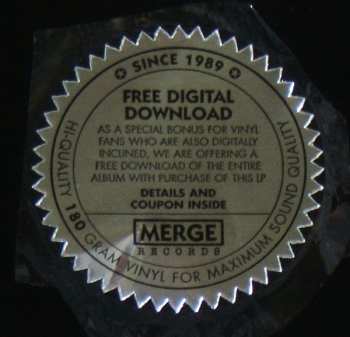 SINCE 1989
FREE DIGITAL
DOWNLOAD
AS A SPECIAL BONUS FOR VINYL
FANS WHO ARE ALSO DIGITALLY
INCLINED, WE ARE OFFERING A
FREE DOWNLOAD OF THE ENTIRE
ALBUM WITH PURCHASE OF THIS LP
DETAILS AND
COUPON INSIDE
MERGE
RECORDS
HI-QUALITY 180 GRAM VINYL FOR MAXIMUM SOUND QUALITY